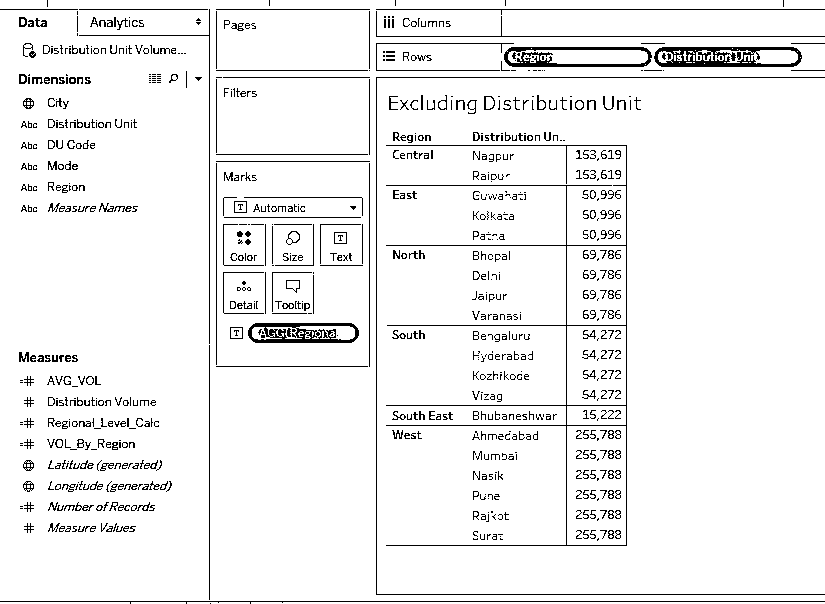 Data
Analytics
Distribution Unit Volume...
Dimensions
City
Abc Distribution Unit
Abc DU Code
Abc Mode
Abc Region
Abc Measure Names
Measures
=# AVG_VOL
# Distribution Volume
=# Regional_Level_Calc
=# VOL_By_Region
Latitude (generated)
Longitude (generated)
=# Number of Records
# Measure Values
Pages
Filters
Marks
T Automatic
Color Size T Text
Detail Tooltip
T AGG(Regional
Columns
Rows Region Distribution Unit
Excluding Distribution Unit
Region Distribution Un..
Central Nagpur 153,619
Raipur 153,619
East Guwahati 50,996
Kolkata 50,996
Patna 50,996
North Bhopal 69,786
Delhi 69,786
Jaipur 69,786
Varanasi 69,786
South Bengaluru 54,272
Hyderabad 54,272
Kozhikode 54,272
Vizag 54,272
South East Bhubaneshwar 15,222
West Ahmedabad 255,788
Mumbai 255,788
Nasik 255,788
Pune 255,788
Rajkot 255,788
Surat 255,788